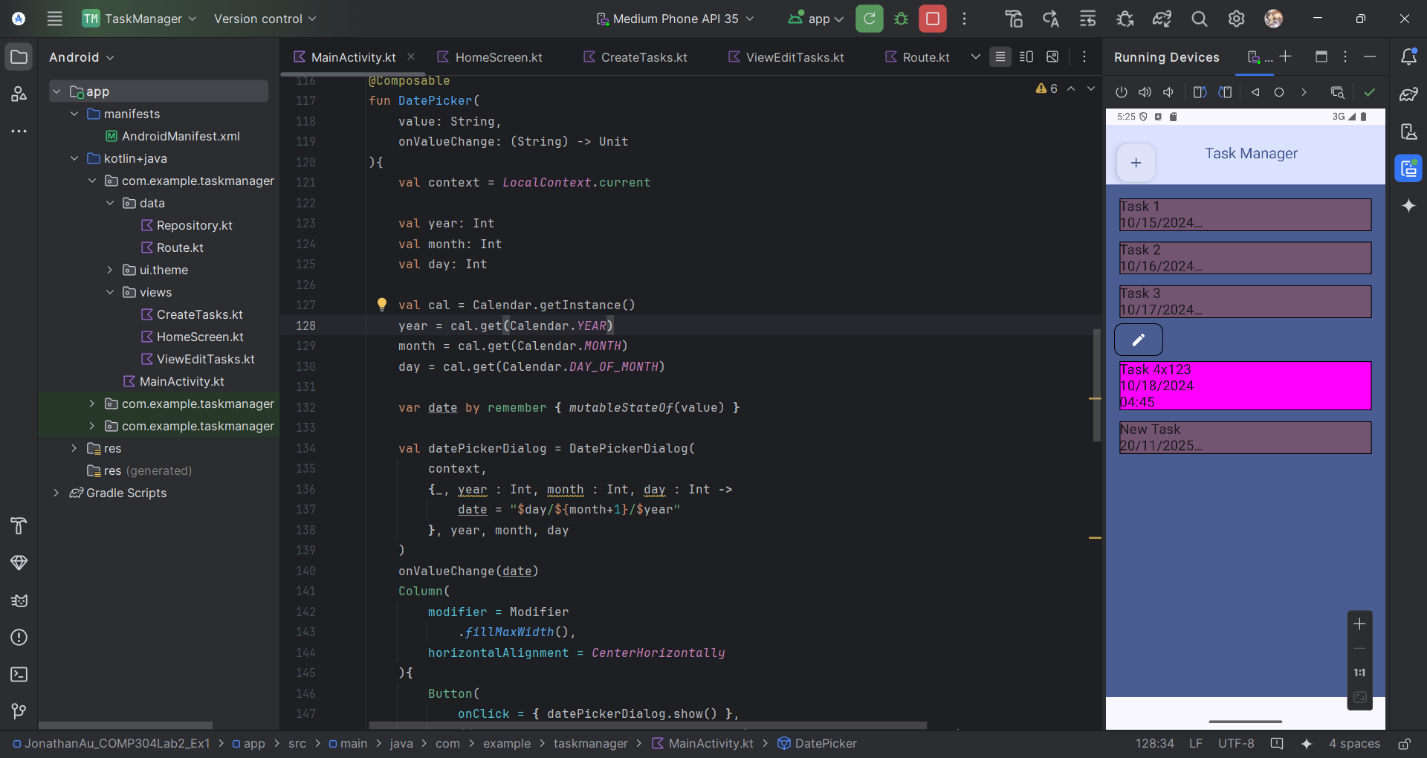 TM TaskManager Version control Medium Phone API 35 app
Android
MainActivity.kt HomeScreen.kt CreateTasks.kt ViewEditTasks.kt Route.kt
Running Devices ...
app
manifests
AndroidManifest.xml
kotlin+java
com.example.taskmanager
data
Repository.kt
Route.kt
ui.theme
views
CreateTasks.kt
HomeScreen.kt
ViewEditTasks.kt
MainActivity.kt
com.example.taskmanager
com.example.taskmanager
res
res (generated)
Gradle Scripts
6
116 @Composable
117 fun DatePicker(
118 value: String,
119 onValueChange: (String) -> Unit
120 ){
121 val context = LocalContext.current
122
123 val year: Int
124 val month: Int
125 val day: Int
126
127 val cal = Calendar.getInstance()
128 year = cal.get(Calendar.YEAR)
129 month = cal.get(Calendar.MONTH)
130 day = cal.get(Calendar.DAY_OF_MONTH)
131
132 var date by remember { mutableStateOf(value) }
133
134 val datePickerDialog = DatePickerDialog(
135 context,
136 {_, year : Int, month : Int, day : Int ->
137 date = "$day/${month+1}/$year"
138 }, year, month, day
139 )
140 onValueChange(date)
141 Column(
142 modifier = Modifier
143 .fillMaxWidth(),
144 horizontalAlignment = CenterHorizontally
145 ){
146 Button(
147 onClick = { datePickerDialog.show() },
5:25 3G
+ Task Manager
Task 1
10/15/2024...
Task 2
10/16/2024...
Task 3
10/17/2024...
Task 4x123
10/18/2024
04:45
New Task
20/11/2025...
1:1
JonathanAu_COMP304Lab2_Ex1 > app > src > main > java > com > example > taskmanager > MainActivity.kt > DatePicker
128:34 LF UTF-8 4 spaces